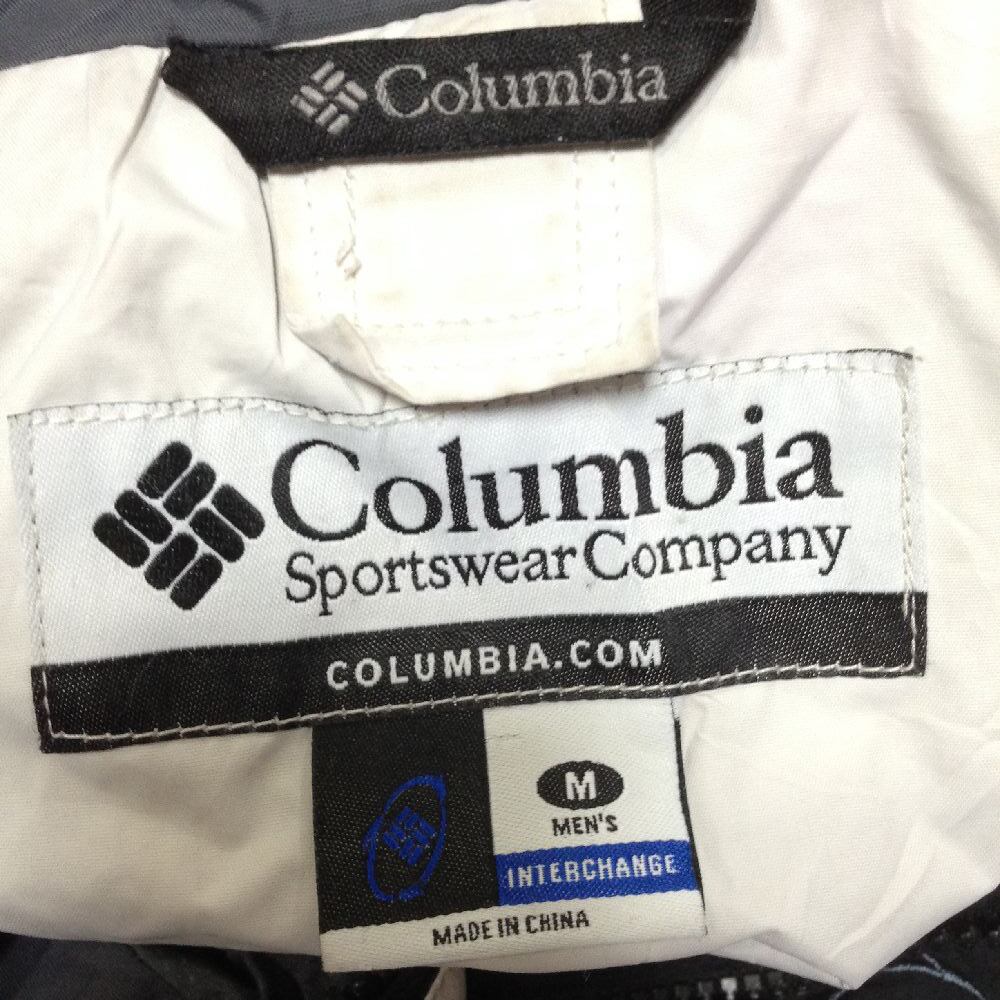 Columbia
Columbia
Sportswear Company
COLUMBIA.COM
M
MEN'S
INTERCHANGE
MADE IN CHINA